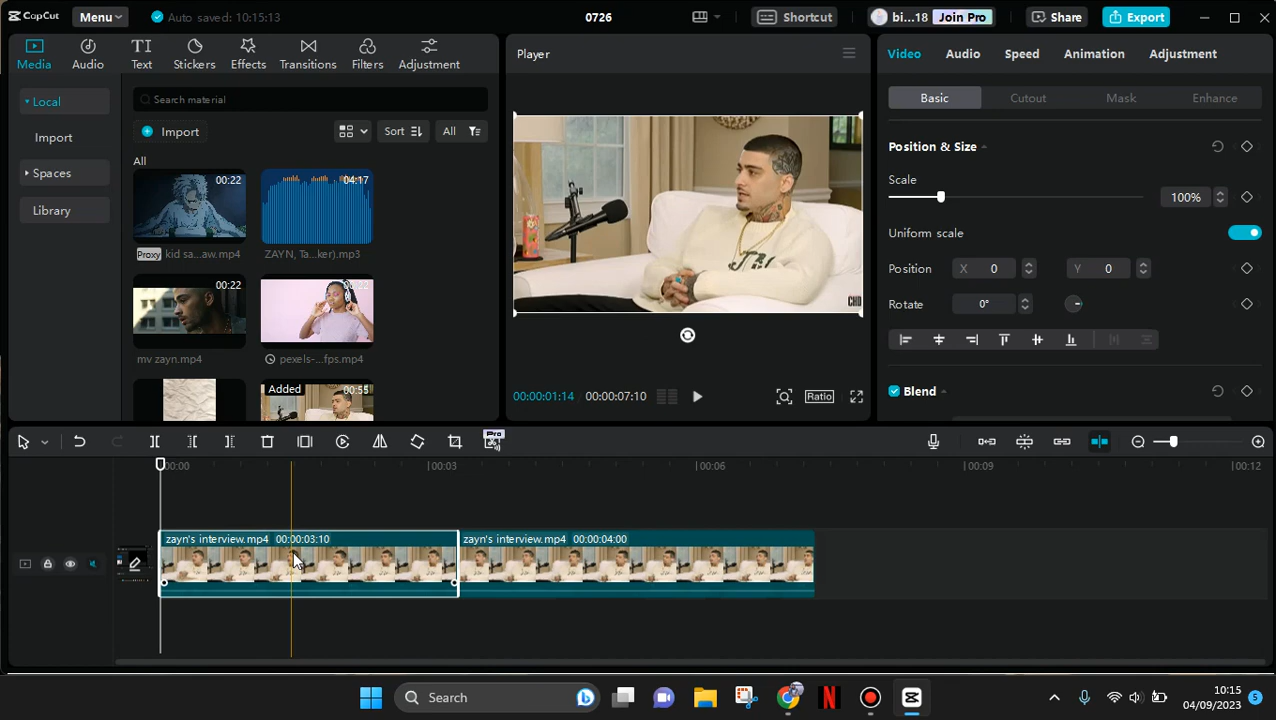 CapCut
Menu
Auto saved: 10:15:13
0726
Shortcut
bi...18
Join Pro
Share
Export
Media
Audio
Text
Stickers
Effects
Transitions
Filters
Adjustment
Local
Import
Spaces
Library
Search material
Import
Sort
All
All
00:22
04:17
Proxy
kid sa...aw.mp4
ZAYN, Ta...ker).mp3
00:22
mv zayn.mp4
pexels-...fps.mp4
Added
00:55
Player
CHD
00:00:01:14
00:00:07:10
Ratio
Video
Audio
Speed
Animation
Adjustment
Basic
Cutout
Mask
Enhance
Position & Size
Scale
100%
Uniform scale
Position
X
0
Y
0
Rotate
0°
Blend
Pro
00:00
00:03
00:06
00:09
00:12
zayn's interview.mp4
00:00:03:10
zayn's interview.mp4
00:00:04:00
Search
10:15
04/09/2023
5